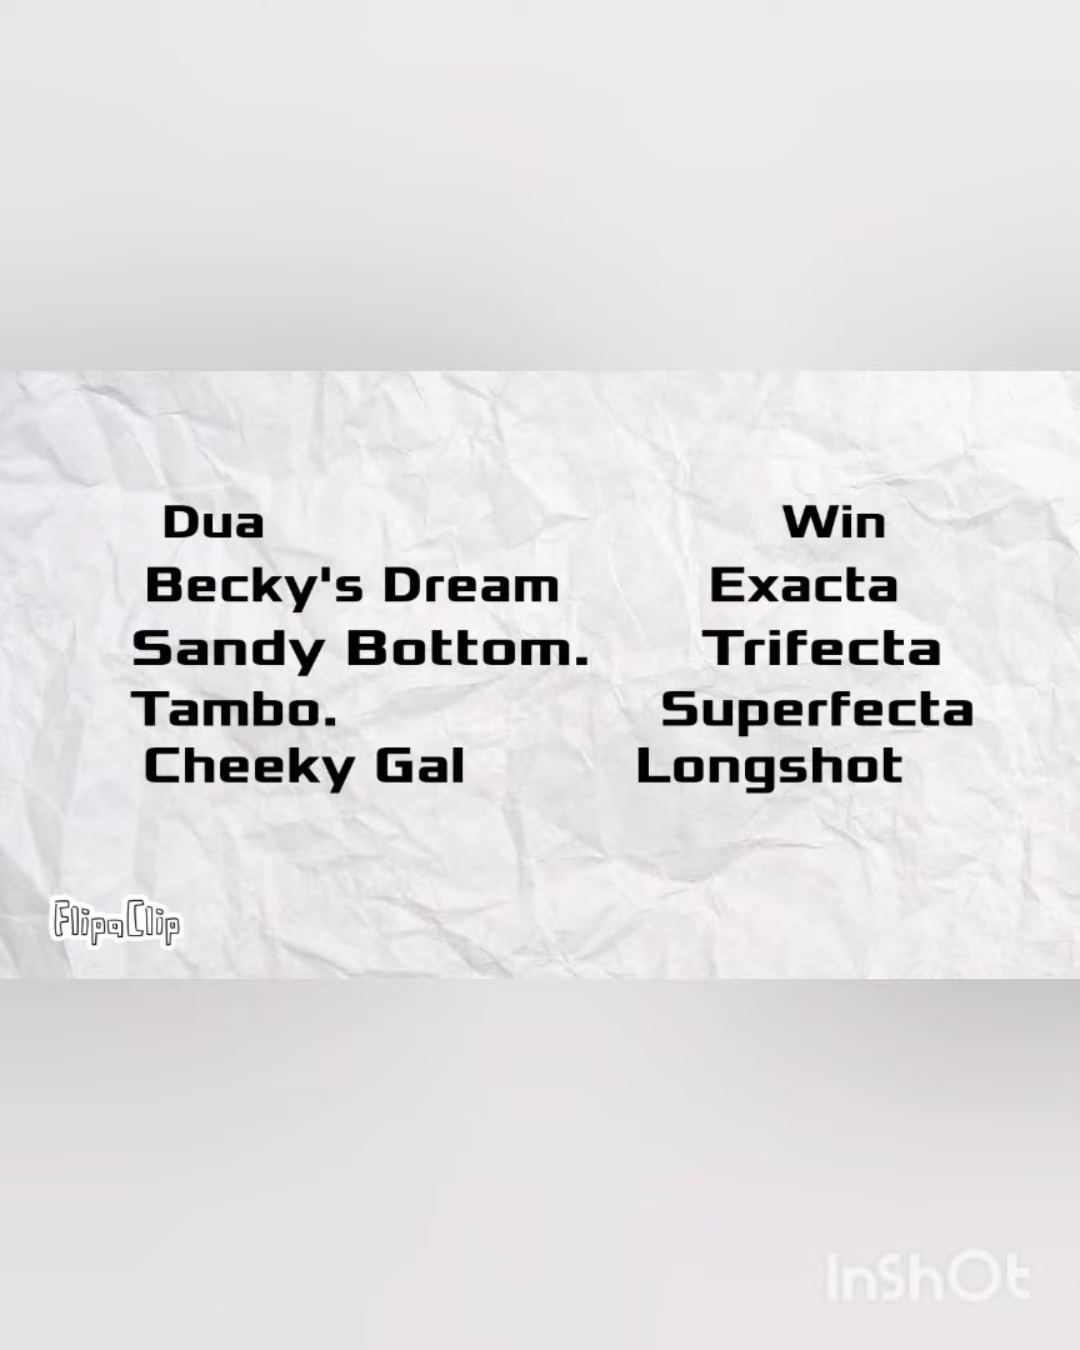 Dua Win
Becky's Dream Exacta
Sandy Bottom. Trifecta
Tambo. Superfecta
Cheeky Gal Longshot
FlipaClip
InShOt